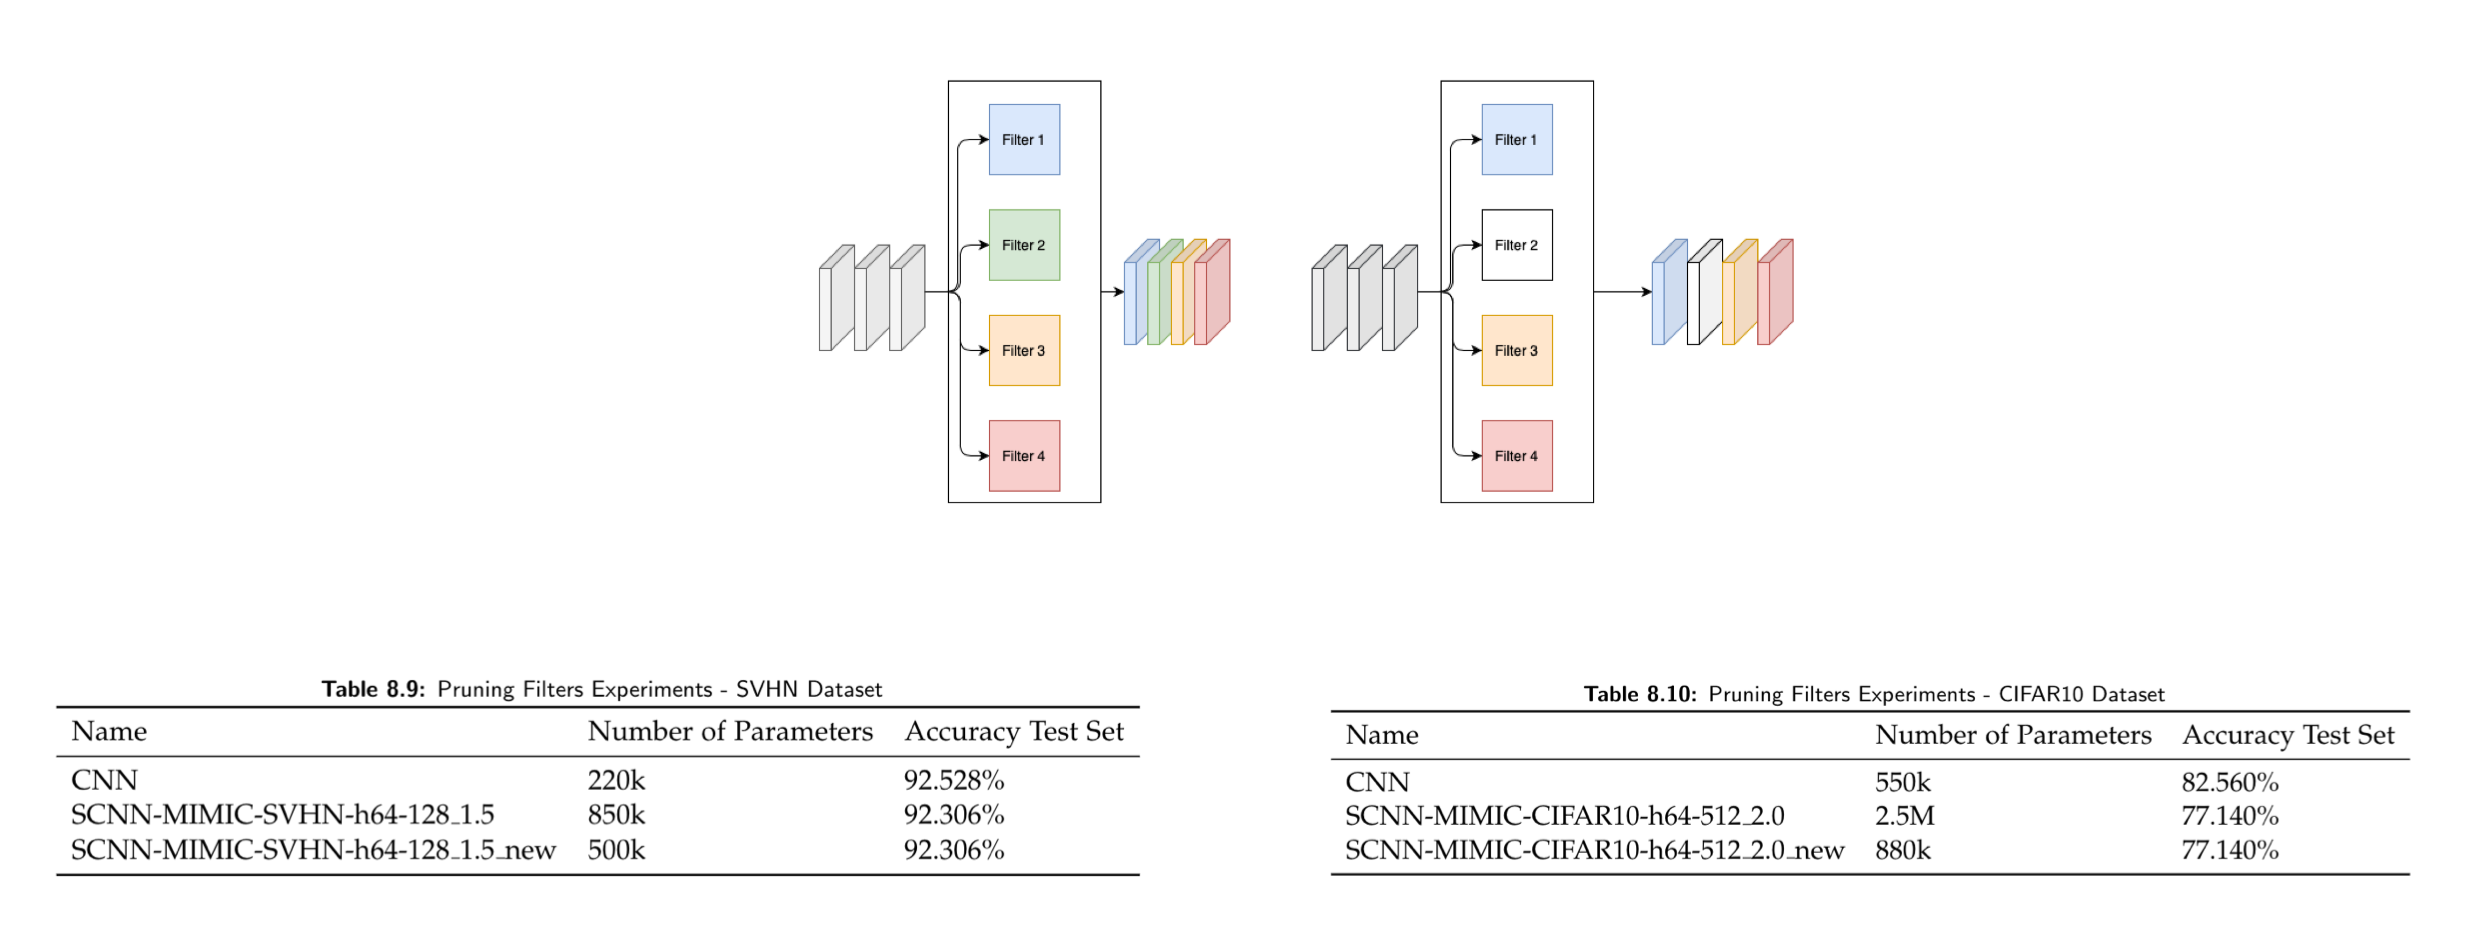 Filter 1
Filter 2
Filter 3
Filter 4
Filter 1
Filter 2
Filter 3
Filter 4
Table 8.9: Pruning Filters Experiments - SVHN Dataset
Name Number of Parameters Accuracy Test Set
CNN 220k 92.528%
SCNN-MIMIC-SVHN-h64-128_1.5 850k 92.306%
SCNN-MIMIC-SVHN-h64-128_1.5_new 500k 92.306%
Table 8.10: Pruning Filters Experiments - CIFAR10 Dataset
Name Number of Parameters Accuracy Test Set
CNN 550k 82.560%
SCNN-MIMIC-CIFAR10-h64-512_2.0 2.5M 77.140%
SCNN-MIMIC-CIFAR10-h64-512_2.0_new 880k 77.140%